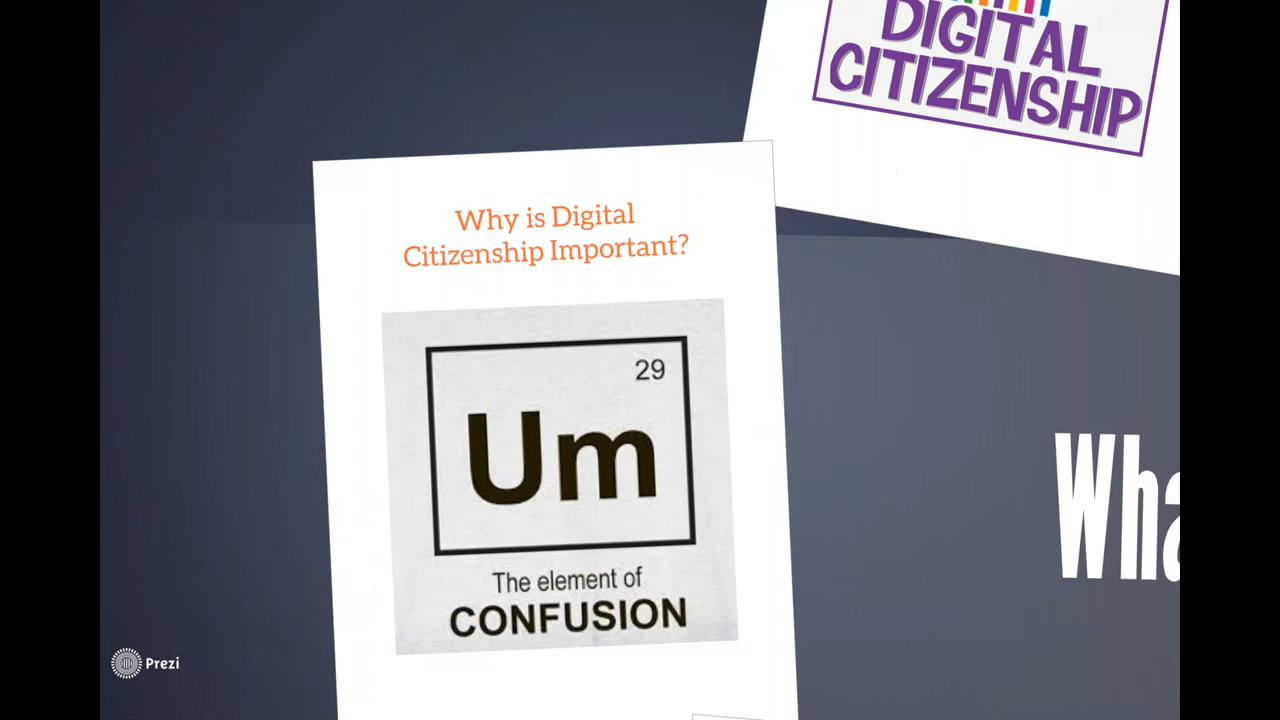 DIGITAL
CITIZENSHIP
Why is Digital
Citizenship Important?
29
Um
The element of
CONFUSION
Prezi